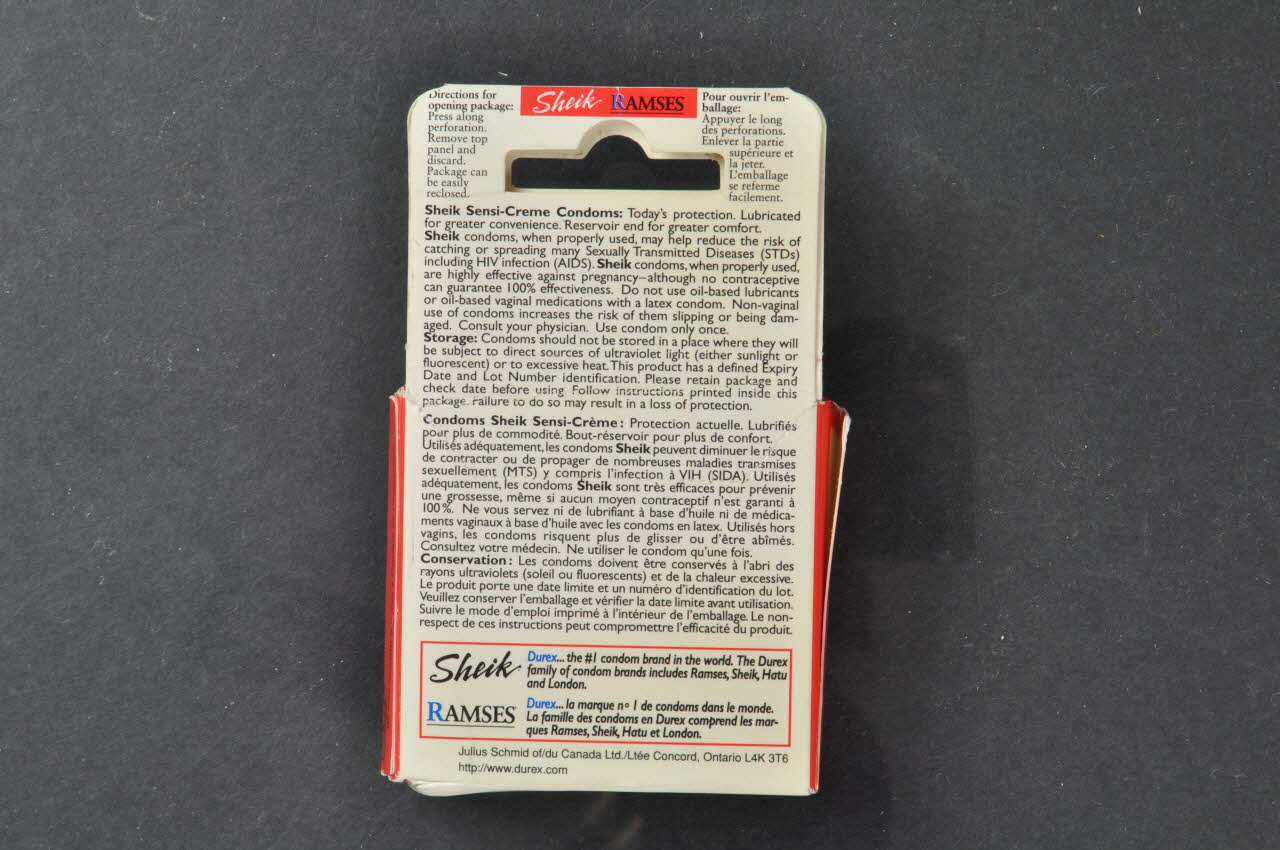 Directions for
opening package:
Press along
perforation.
Remove top
panel and
discard.
Package can
be easily
reclosed.
Sheik RAMSES
Pour ouvrir l'em-
ballage:
Appuyer le long
des perforations.
Enlever la partie
supérieure et
la jeter.
L'emballage
se referme
facilement.
Sheik Sensi-Creme Condoms: Today's protection. Lubricated
for greater convenience. Reservoir end for greater comfort.
Sheik condoms, when properly used, may help reduce the risk of
catching or spreading many Sexually Transmitted Diseases (STDs)
including HIV infection (AIDS). Sheik condoms, when properly used,
are highly effective against pregnancy–although no contraceptive
can guarantee 100% effectiveness. Do not use oil-based lubricants
or oil-based vaginal medications with a latex condom. Non-vaginal
use of condoms increases the risk of them slipping or being dam-
aged. Consult your physician. Use condom only once.
Storage: Condoms should not be stored in a place where they will
be subject to direct sources of ultraviolet light (either sunlight or
fluorescent) or to excessive heat. This product has a defined Expiry
Date and Lot Number identification. Please retain package and
check date before using. Follow instructions printed inside this
package. Failure to do so may result in a loss of protection.
Condoms Sheik Sensi-Crème : Protection actuelle. Lubrifiés
pour plus de commodité. Bout-réservoir pour plus de confort.
Utilisés adéquatement, les condoms Sheik peuvent diminuer le risque
de contracter ou de propager de nombreuses maladies transmises
sexuellement (MTS) y compris l'infection à VIH (SIDA). Utilisés
adéquatement, les condoms Sheik sont très efficaces pour prévenir
une grossesse, même si aucun moyen contraceptif n'est garanti à
100%. Ne vous servez ni de lubrifiant à base d'huile ni de médica-
ments vaginaux à base d'huile avec les condoms en latex. Utilisés hors
vagins, les condoms risquent plus de glisser ou d'être abîmés.
Consultez votre médecin. Ne utiliser le condom qu'une fois.
Conservation : Les condoms doivent être conservés à l'abri des
rayons ultraviolets (soleil ou fluorescents) et de la chaleur excessive.
Le produit porte une date limite et un numéro d'identification du lot.
Veuillez conserver l'emballage et vérifier la date limite avant utilisation.
Suivre le mode d'emploi imprimé à l'intérieur de l'emballage. Le non-
respect de ces instructions peut compromettre l'efficacité du produit.
Sheik
Durex... the #1 condom brand in the world. The Durex
family of condom brands includes Ramses, Sheik, Hatu
and London.
RAMSES
Durex... la marque nº 1 de condoms dans le monde.
La famille des condoms en Durex comprend les mar-
ques Ramses, Sheik, Hatu et London.
Julius Schmid of/du Canada Ltd./Ltée Concord, Ontario L4K 3T6
http://www.durex.com